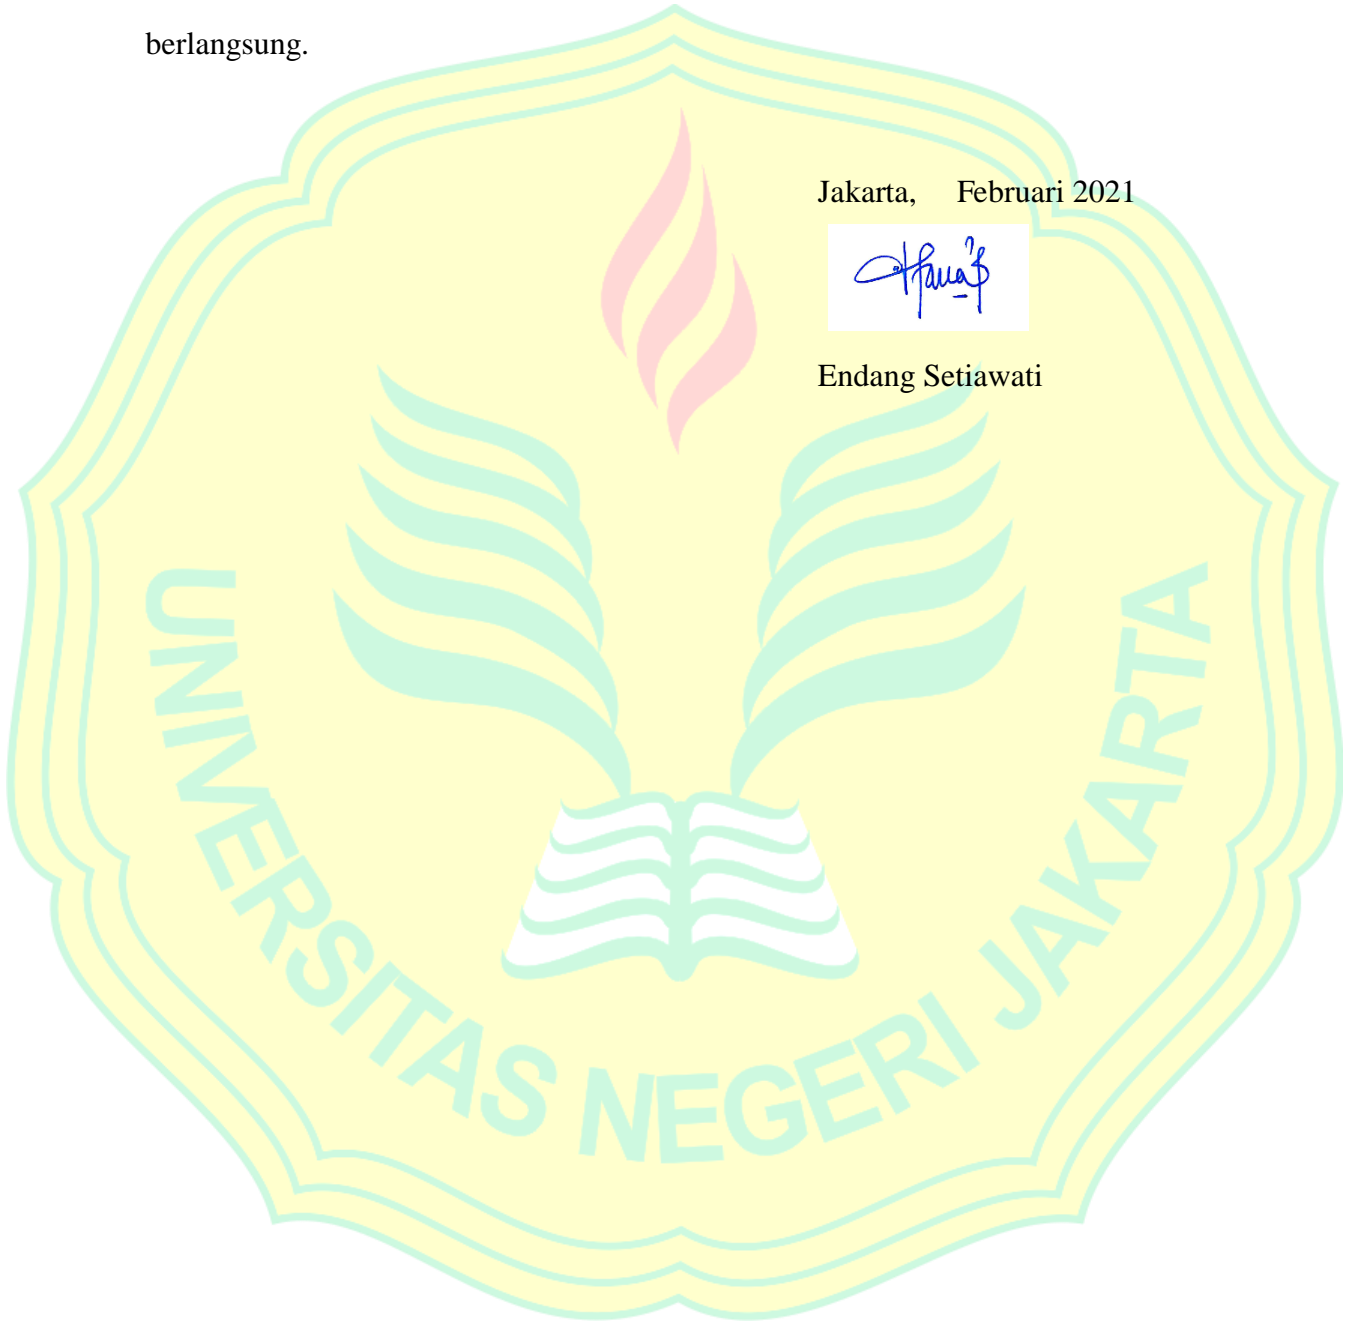 berlangsung.
Jakarta,    Februari 2021
Endang Setiawati
UNIVERSITAS NEGERI JAKARTA